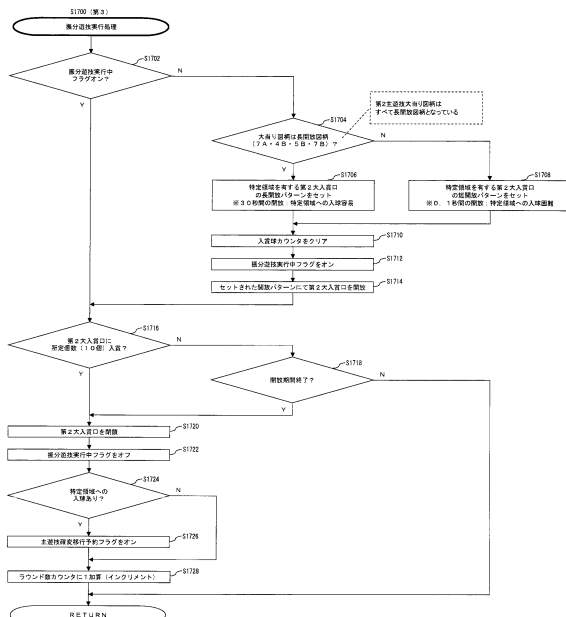 S1700（第３）
振分遊技実行処理
S1702
振分遊技実行中
フラグオン？
N
Y
第２主遊技大当り図柄は
すべて長開放図柄となっている
S1704
大当り図柄は長開放図柄
（７Ａ・４Ｂ・５Ｂ・７Ｂ）？
N
Y
S1706
特定領域を有する第２大入賞口
の長開放パターンをセット
※３０秒間の開放：特定領域への入球容易
S1708
特定領域を有する第２大入賞口
の短開放パターンをセット
※０．１秒間の開放：特定領域への入球困難
S1710
入賞球カウンタをクリア
S1712
振分遊技実行中フラグをオン
S1714
セットされた開放パターンにて第２大入賞口を開放
S1716
第２大入賞口に
所定個数（１０個）入賞？
N
Y
S1718
開放期間終了？
N
Y
S1720
第２大入賞口を閉鎖
S1722
振分遊技実行中フラグをオフ
S1724
特定領域への
入球あり？
N
Y
S1726
主遊技確変移行予約フラグをオン
S1728
ラウンド数カウンタに１加算（インクリメント）
ＲＥＴＵＲＮ